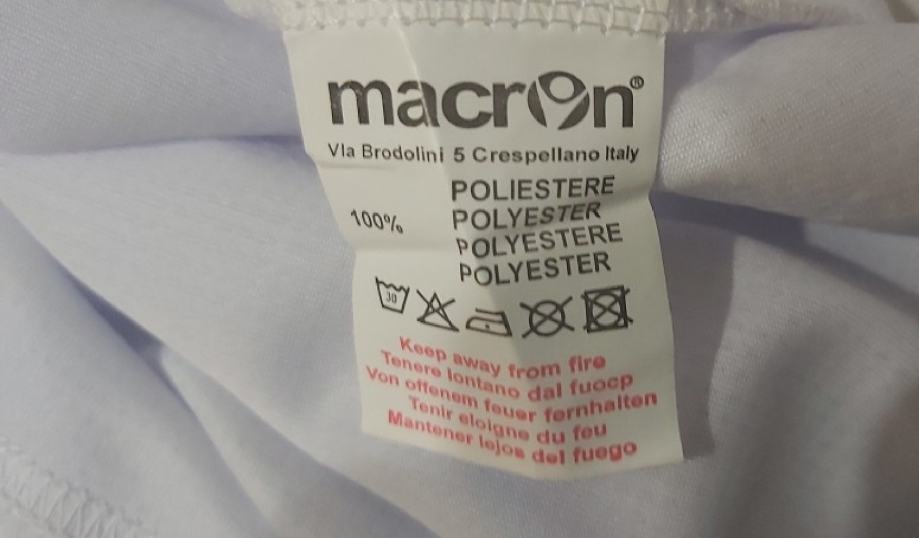 macron®
Via Brodolini 5 Crespellano Italy
POLIESTERE
100% POLYESTER
POLYESTERE
POLYESTER
30
Keep away from fire
Tenere lontano dal fuocp
Von offenem feuer fernhalten
Tenir eloigne du feu
Mantener lejos del fuego